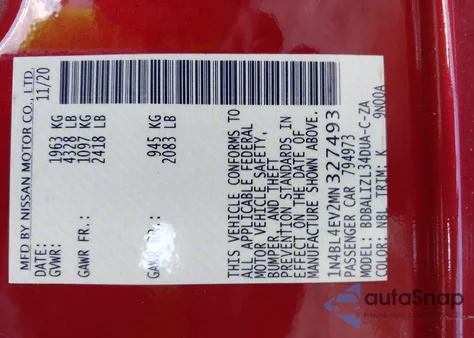 MFD BY NISSAN MOTOR CO., LTD.
DATE: 11/20
GVWR: 1963 KG
4328 LB
GAWR FR.: 1097 KG
2418 LB
GAWR RR.: 945 KG
2083 LB
THIS VEHICLE CONFORMS TO
ALL APPLICABLE FEDERAL
MOTOR VEHICLE SAFETY,
BUMPER, AND THEFT
PREVENTION STANDARDS IN
EFFECT ON THE DATE OF
MANUFACTURE SHOWN ABOVE.
1N4BL4EV2MN327493
PASSENGER CAR 794973
MODEL: BDBALIZL34DUA-C-ZA
COLOR: NBL TRIM: K 9N00A
autoSnap